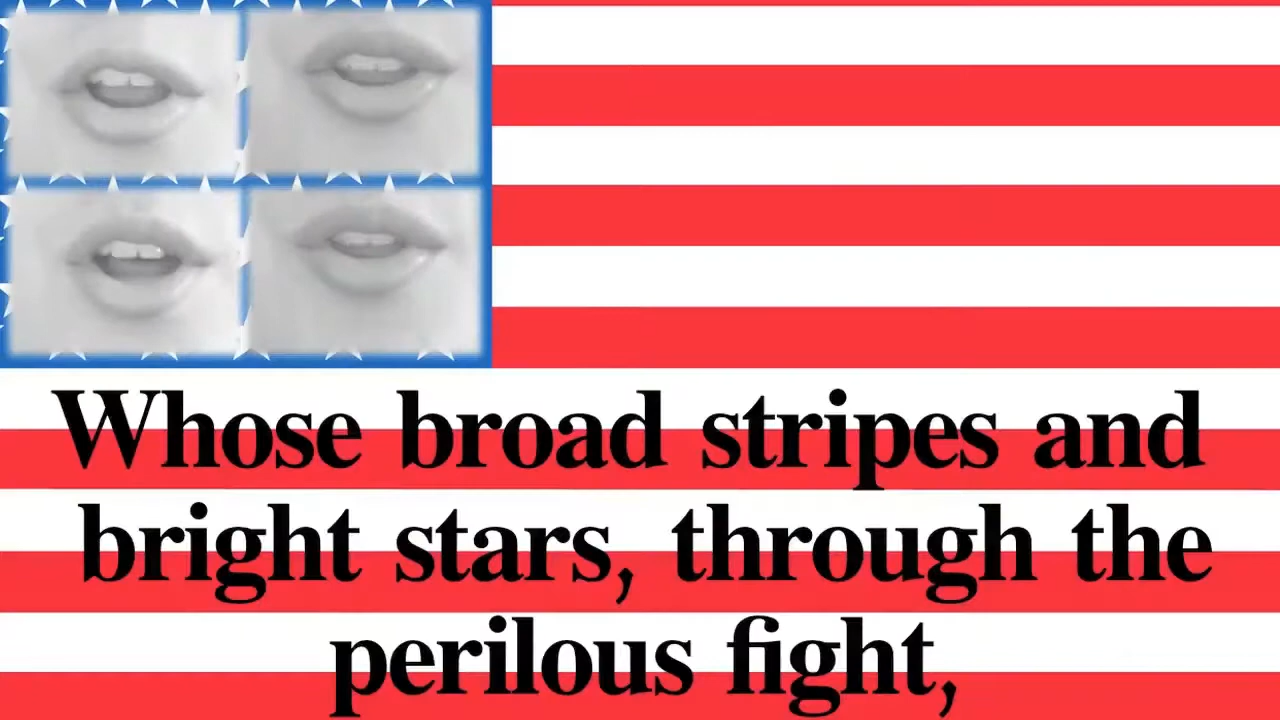 Whose broad stripes and
bright stars, through the
perilous fight,